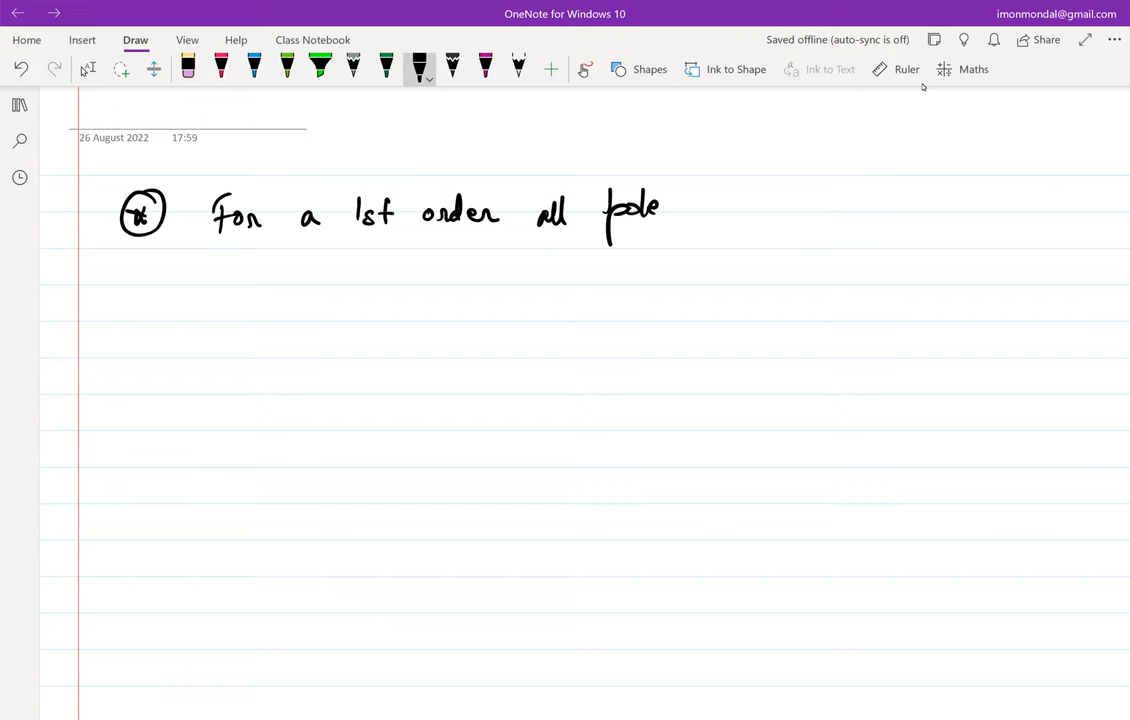 OneNote for Windows 10
imonmondal@gmail.com
Home Insert Draw View Help Class Notebook
Saved offline (auto-sync is off) Share
Shapes Ink to Shape Ink to Text Ruler Maths
26 August 2022 17:59
For a 1st order all pole